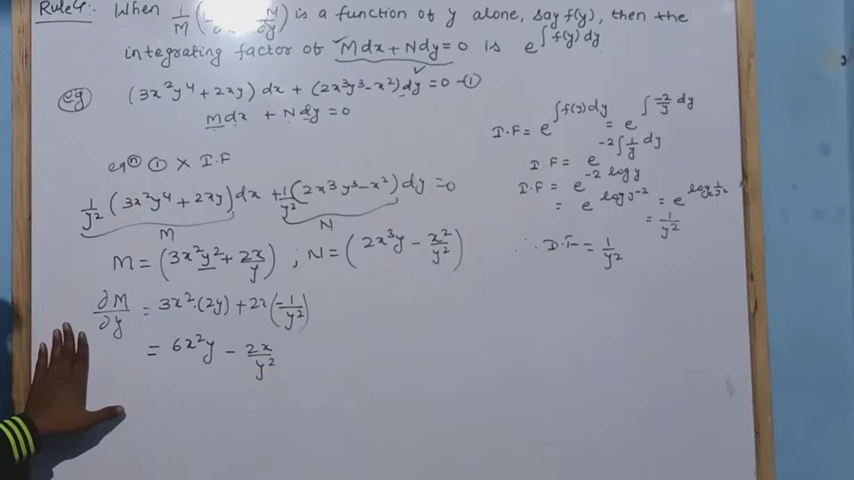 Rule 4:- When 1/M ( ∂N/∂y ) is a function of y alone, say f(y), then the
integrating factor of Mdx + Ndy = 0 is e^∫f(y)dy
eg (3x²y⁴ + 2xy) dx + (2x³y³ - x²) dy = 0 -①
Mdx + Ndy = 0
eqⁿ ① × I.F
1/y² (3x²y⁴ + 2xy) dx + 1/y² (2x³y³ - x²) dy = 0
M N
M = (3x²y² + 2x/y) ; N = (2x³y - x²/y²)
∂M/∂y = 3x².(2y) + 2x(-1/y²)
= 6x²y - 2x/y²
I.F = e^∫f(y)dy = e^∫-2/y dy
I.F = e^-2∫1/y dy
I.F = e^-2 log y
= e^log y⁻² = e^log 1/y²
= 1/y²
∴ I.F = 1/y²